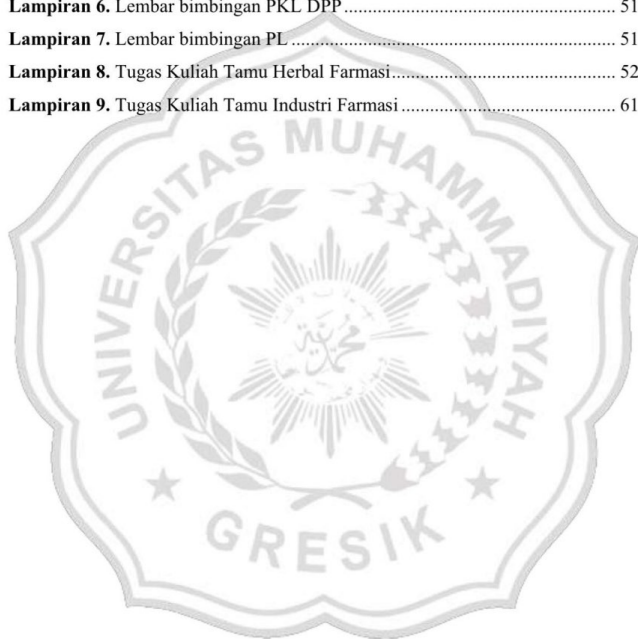 Lampiran 6. Lembar bimbingan PKL DPP........................................................ 51
Lampiran 7. Lembar bimbingan PL .................................................................. 51
Lampiran 8. Tugas Kuliah Tamu Herbal Farmasi............................................... 52
Lampiran 9. Tugas Kuliah Tamu Industri Farmasi ............................................. 61
UNIVERSITAS MUHAMMADIYAH
GRESIK